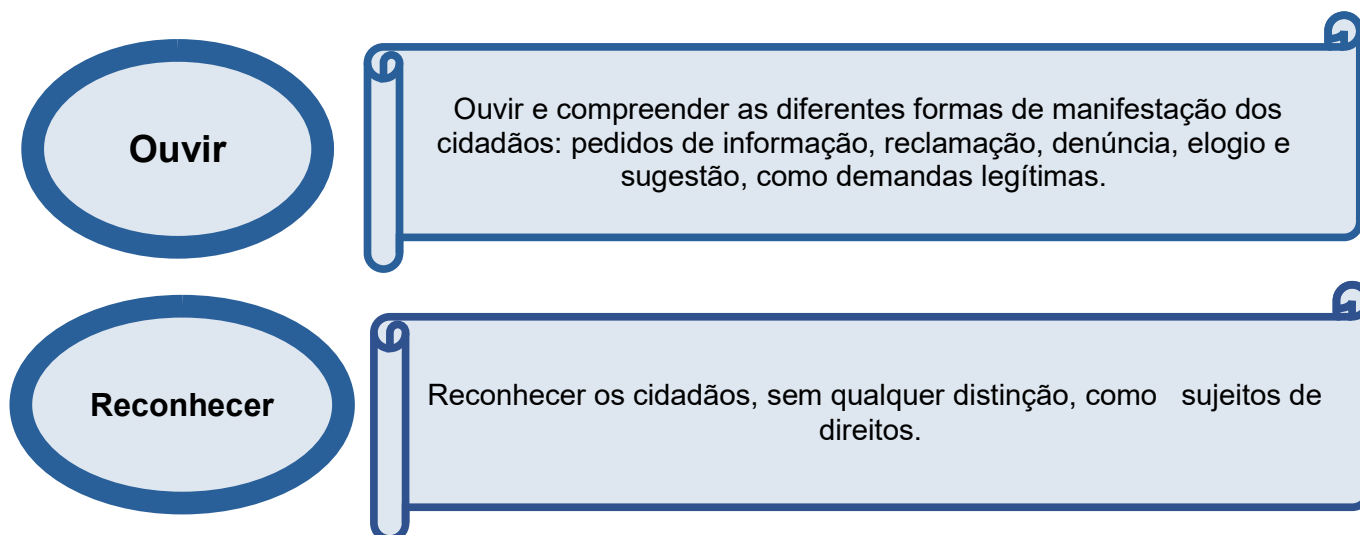 Ouvir
Ouvir e compreender as diferentes formas de manifestação dos
cidadãos: pedidos de informação, reclamação, denúncia, elogio e
sugestão, como demandas legítimas.
Reconhecer
Reconhecer os cidadãos, sem qualquer distinção, como   sujeitos de
direitos.